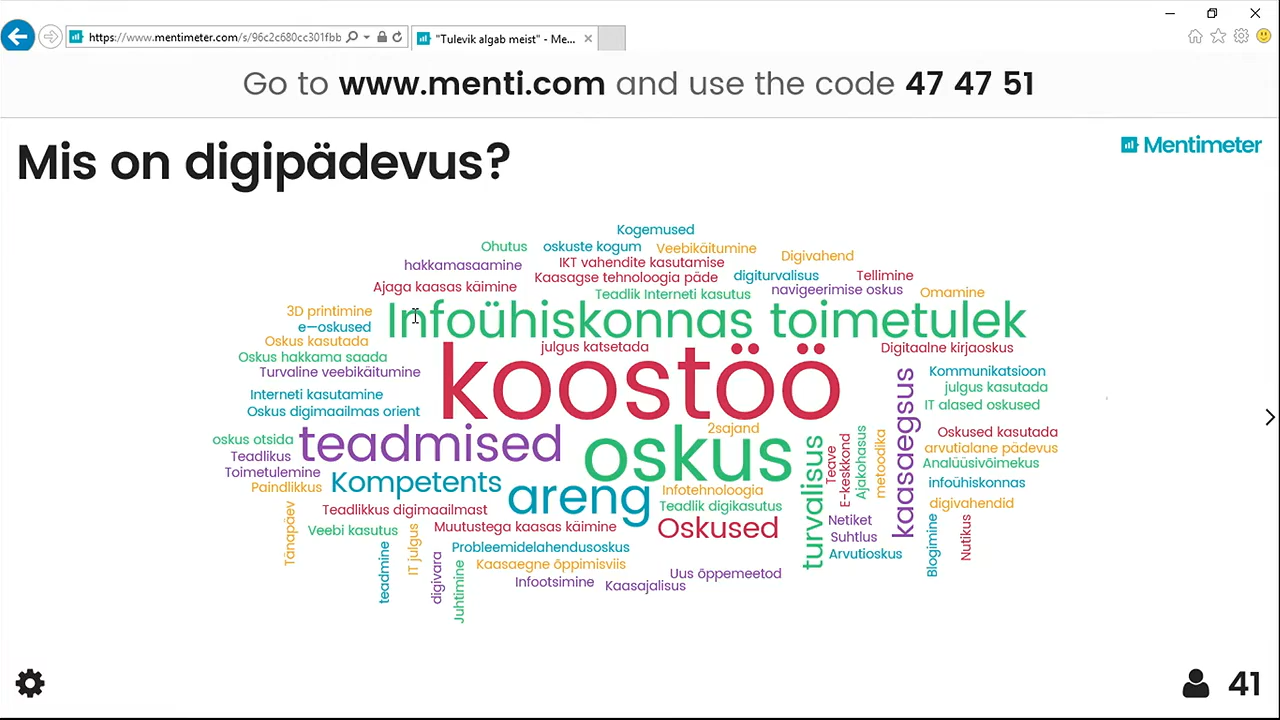 https://www.mentimeter.com/s/96c2c680cc301fbb
"Tulevik algab meist" - Me...
Go to www.menti.com and use the code 47 47 51
Mis on digipädevus?
Mentimeter
Kogemused
Ohutus
oskuste kogum
Veebikäitumine
Digivahend
hakkamasaamine
IKT vahendite kasutamise
Kaasagse tehnoloogia päde
digiturvalisus
Tellimine
Ajaga kaasas käimine
Teadlik Interneti kasutus
navigeerimise oskus
Omamine
3D printimine
Infoühiskonnas toimetulek
e-oskused
Oskus kasutada
julgus katsetada
Digitaalne kirjaoskus
Oskus hakkama saada
koostöö
Turvaline veebikäitumine
Kommunikatsioon
julgus kasutada
Interneti kasutamine
IT alased oskused
Oskus digimaailmas orient
kaasaegsus
2sajand
Oskused kasutada
oskus otsida
teadmised
oskus
arvutialane pädevus
Teadlikus
Analüüsivõimekus
turvalisus
Teave
E-keskkond
Ajakohasus
metoodika
Toimetulemine
Kompetents
infoühiskonnas
Paindlikkus
areng
Infotehnoloogia
digivahendid
Teadlikkus digimaailmast
Teadlik digikasutus
Tänapäev
Veebi kasutus
Muutustega kaasas käimine
Oskused
Netiket
Suhtlus
Arvutioskus
Blogimine
Nutikus
teadmine
IT julgus
digivara
Juhtimine
Probleemidelahendusoskus
Kaasaegne õppimisviis
Uus õppemeetod
Infootsimine
Kaasajalisus
41